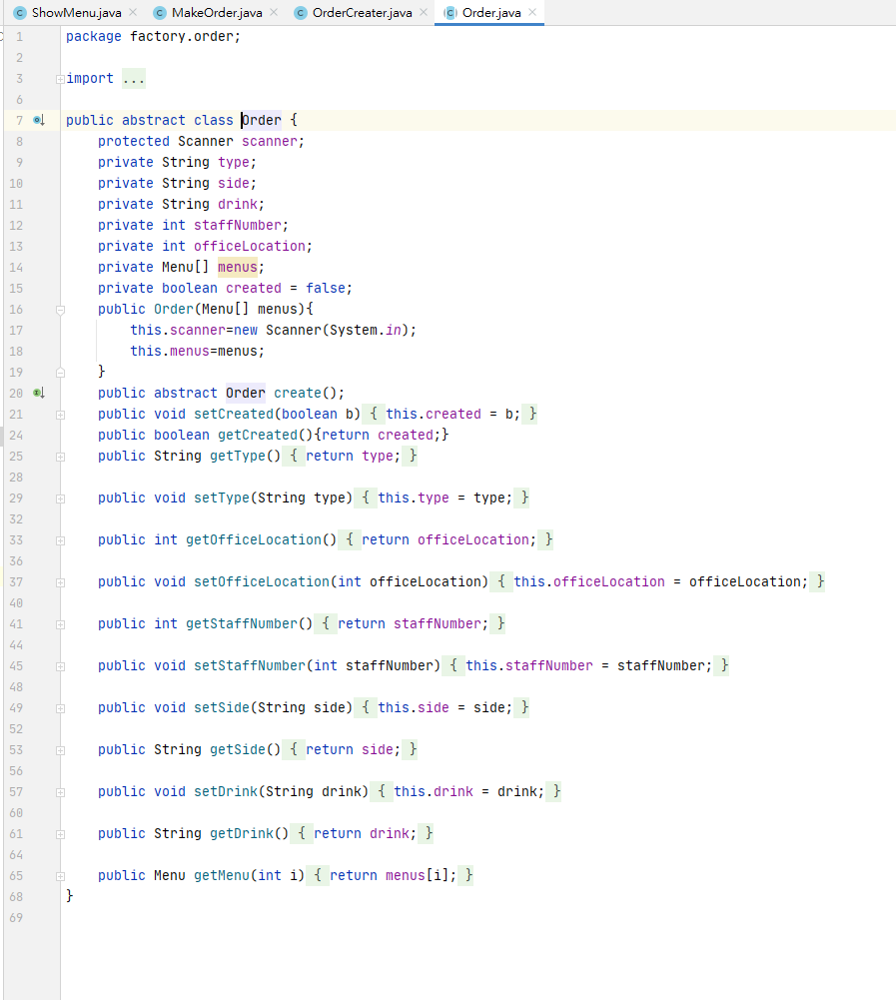 ShowMenu.java MakeOrder.java OrderCreater.java Order.java
1 package factory.order;
2
3 import ...
6
7 public abstract class Order {
8 protected Scanner scanner;
9 private String type;
10 private String side;
11 private String drink;
12 private int staffNumber;
13 private int officeLocation;
14 private Menu[] menus;
15 private boolean created = false;
16 public Order(Menu[] menus){
17 this.scanner=new Scanner(System.in);
18 this.menus=menus;
19 }
20 public abstract Order create();
21 public void setCreated(boolean b) { this.created = b; }
24 public boolean getCreated(){return created;}
25 public String getType() { return type; }
28
29 public void setType(String type) { this.type = type; }
32
33 public int getOfficeLocation() { return officeLocation; }
36
37 public void setOfficeLocation(int officeLocation) { this.officeLocation = officeLocation; }
40
41 public int getStaffNumber() { return staffNumber; }
44
45 public void setStaffNumber(int staffNumber) { this.staffNumber = staffNumber; }
48
49 public void setSide(String side) { this.side = side; }
52
53 public String getSide() { return side; }
56
57 public void setDrink(String drink) { this.drink = drink; }
60
61 public String getDrink() { return drink; }
64
65 public Menu getMenu(int i) { return menus[i]; }
68 }
69